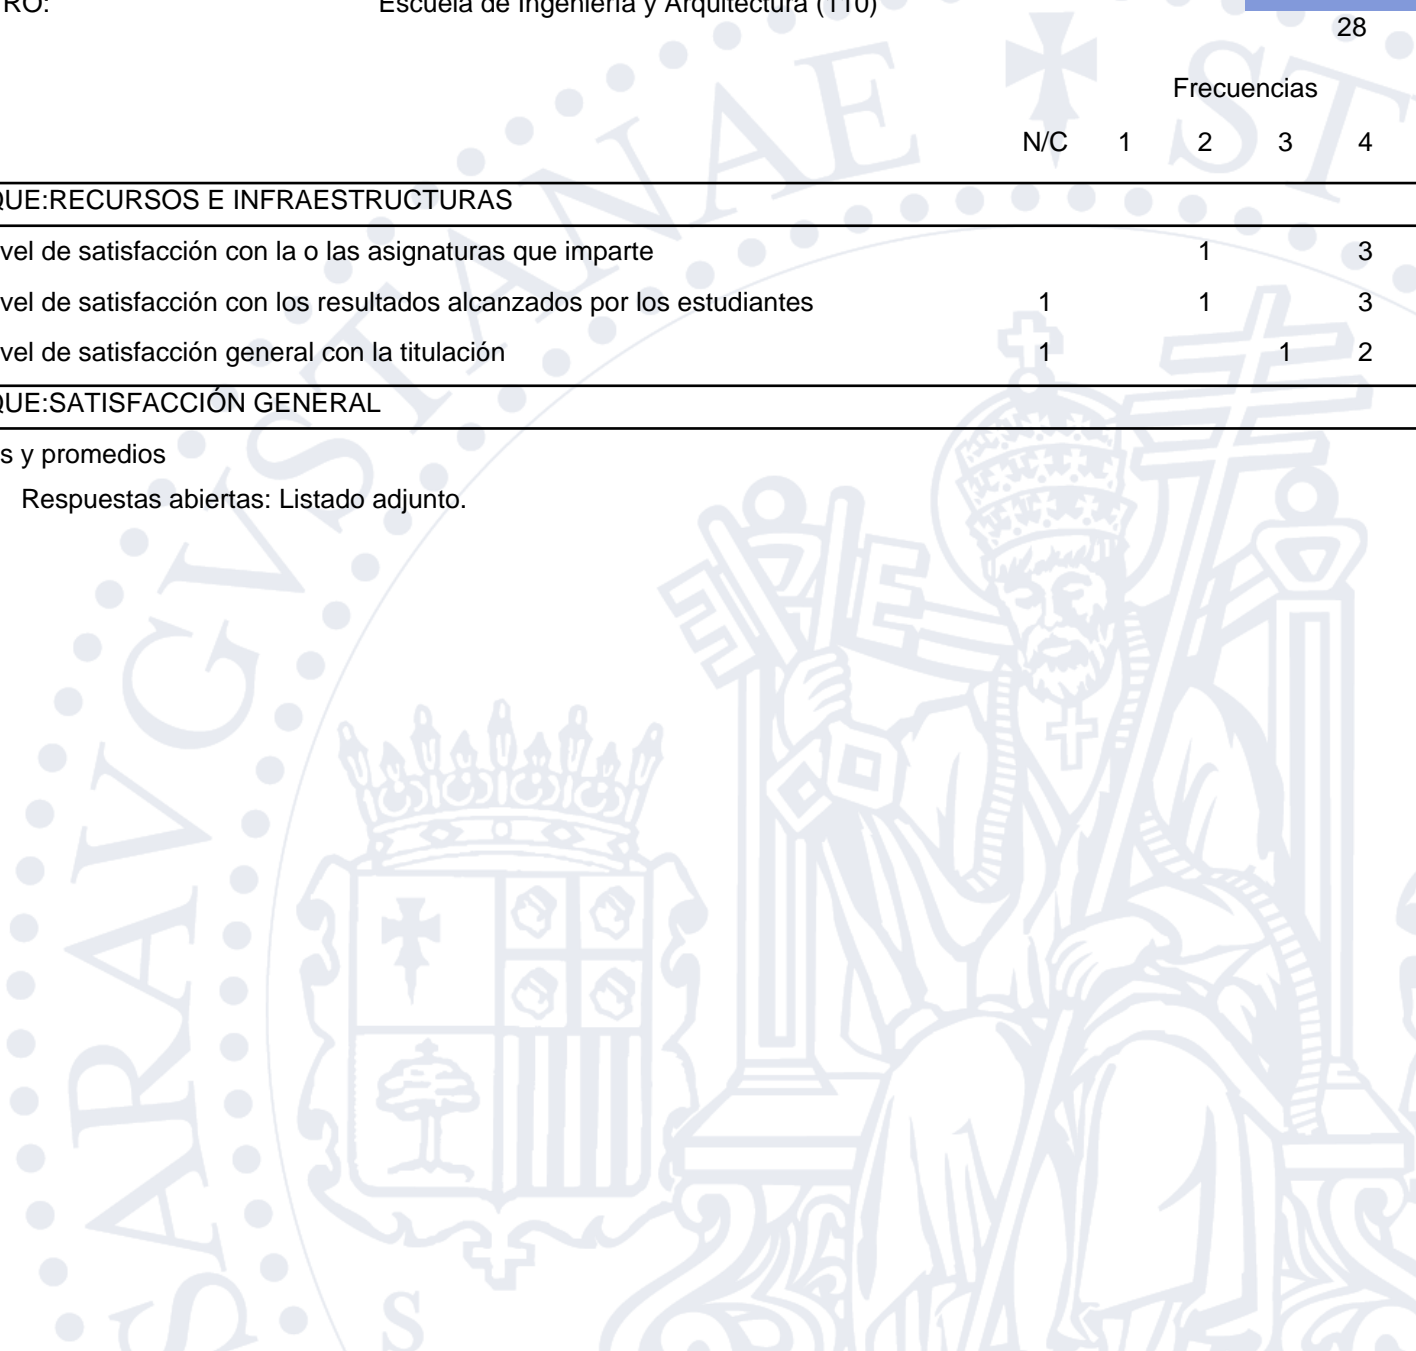 RO: Escuela de Ingeniería y Arquitectura (110)
28
Frecuencias
N/C 1 2 3 4
QUE:RECURSOS E INFRAESTRUCTURAS
vel de satisfacción con la o las asignaturas que imparte 1 3
vel de satisfacción con los resultados alcanzados por los estudiantes 1 1 3
vel de satisfacción general con la titulación 1 1 2
QUE:SATISFACCIÓN GENERAL
s y promedios
Respuestas abiertas: Listado adjunto.
SARAVGVSTANAE ST
S